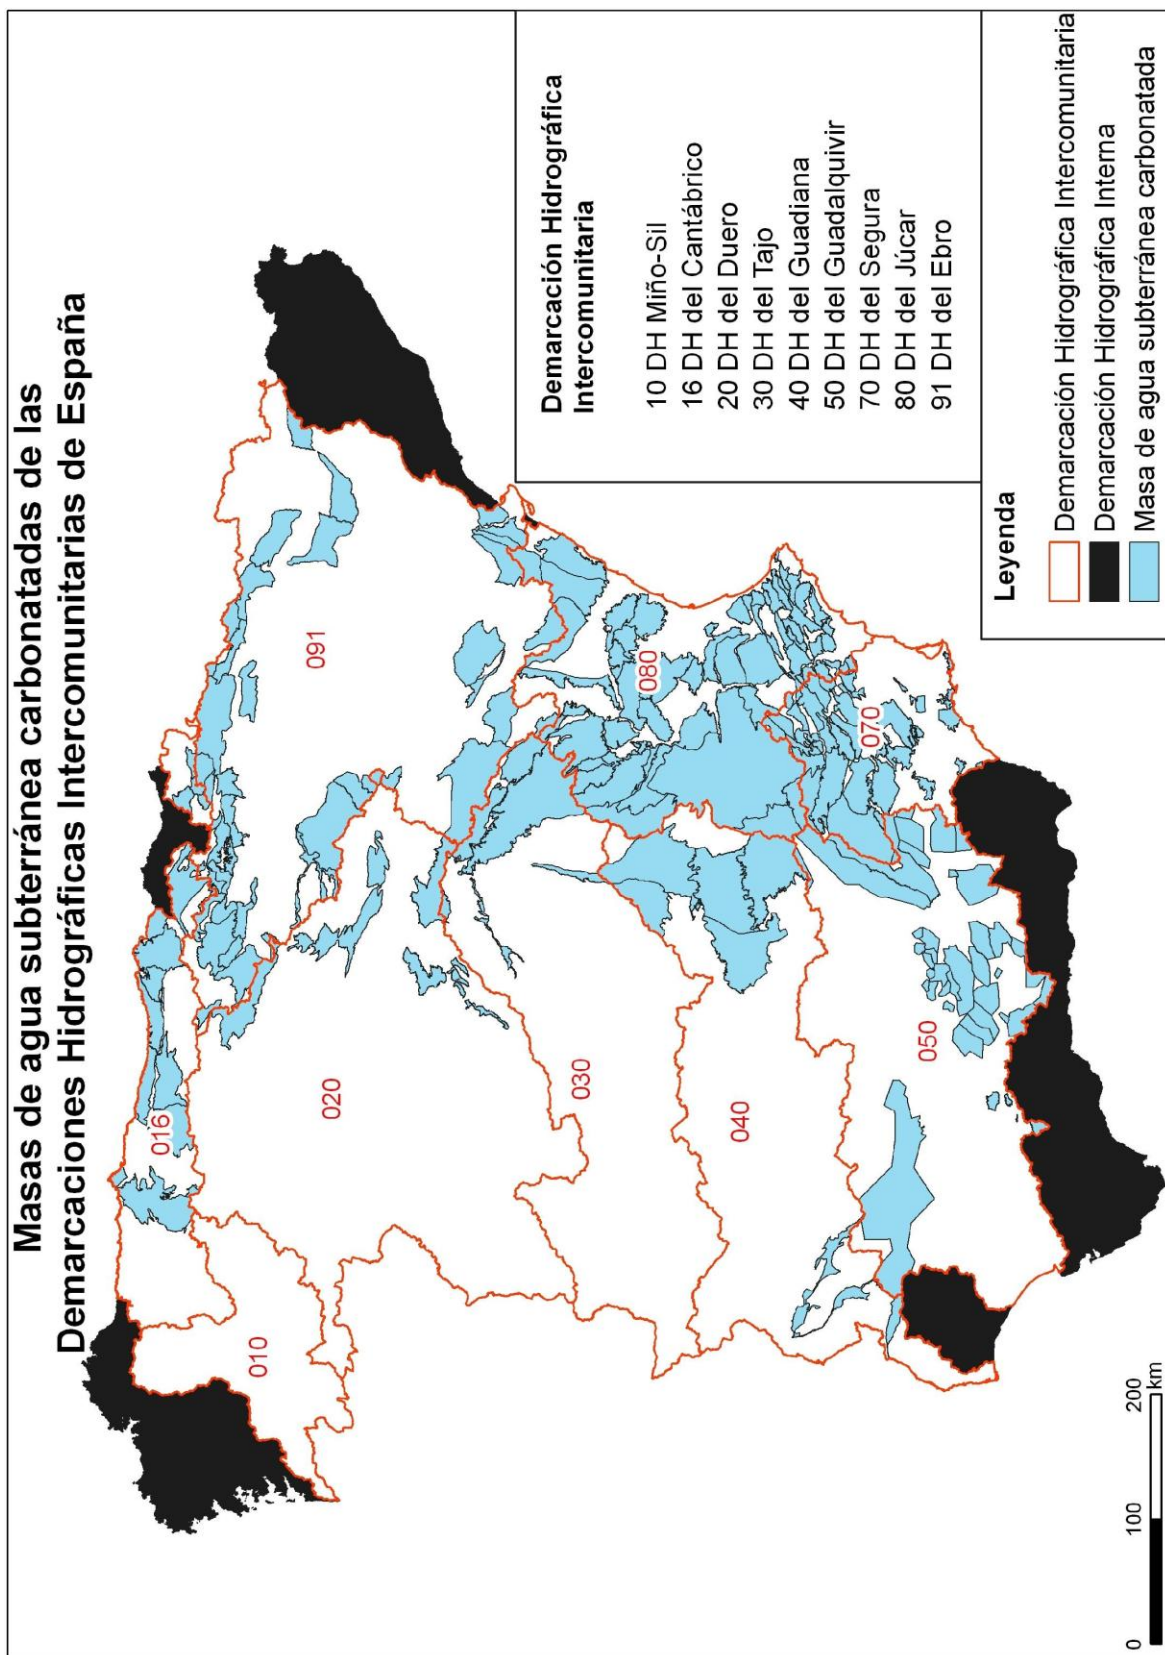 Masas de agua subterránea carbonatadas de las
Demarcaciones Hidrográficas Intercomunitarias de España
010
016
020
030
040
050
070
080
091
Demarcación Hidrográfica
Intercomunitaria
10 DH Miño-Sil
16 DH del Cantábrico
20 DH del Duero
30 DH del Tajo
40 DH del Guadiana
50 DH del Guadalquivir
70 DH del Segura
80 DH del Júcar
91 DH del Ebro
Leyenda
Demarcación Hidrográfica Intercomunitaria
Demarcación Hidrográfica Interna
Masa de agua subterránea carbonatada
0 100 200
km